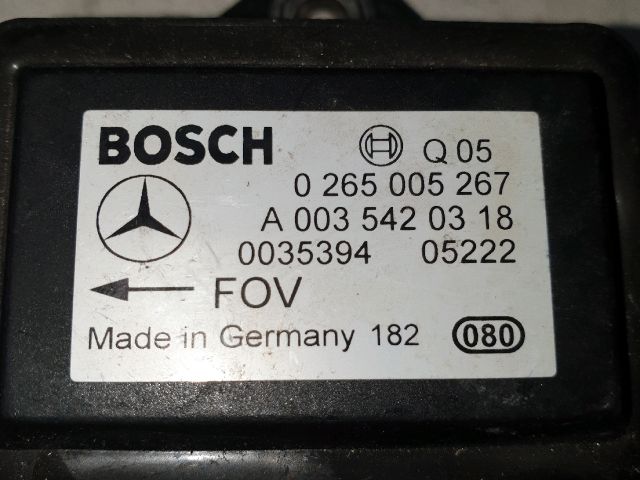 BOSCH Q 05
0 265 005 267
A 003 542 03 18
0035394 05222
FOV
Made in Germany 182 080